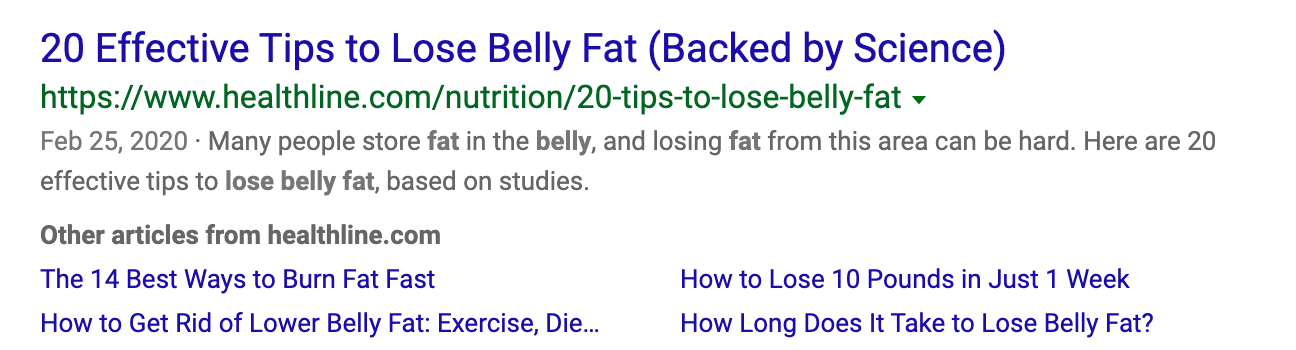 20 Effective Tips to Lose Belly Fat (Backed by Science)
https://www.healthline.com/nutrition/20-tips-to-lose-belly-fat
Feb 25, 2020 · Many people store fat in the belly, and losing fat from this area can be hard. Here are 20
effective tips to lose belly fat, based on studies.
Other articles from healthline.com
The 14 Best Ways to Burn Fat Fast
How to Lose 10 Pounds in Just 1 Week
How to Get Rid of Lower Belly Fat: Exercise, Die...
How Long Does It Take to Lose Belly Fat?